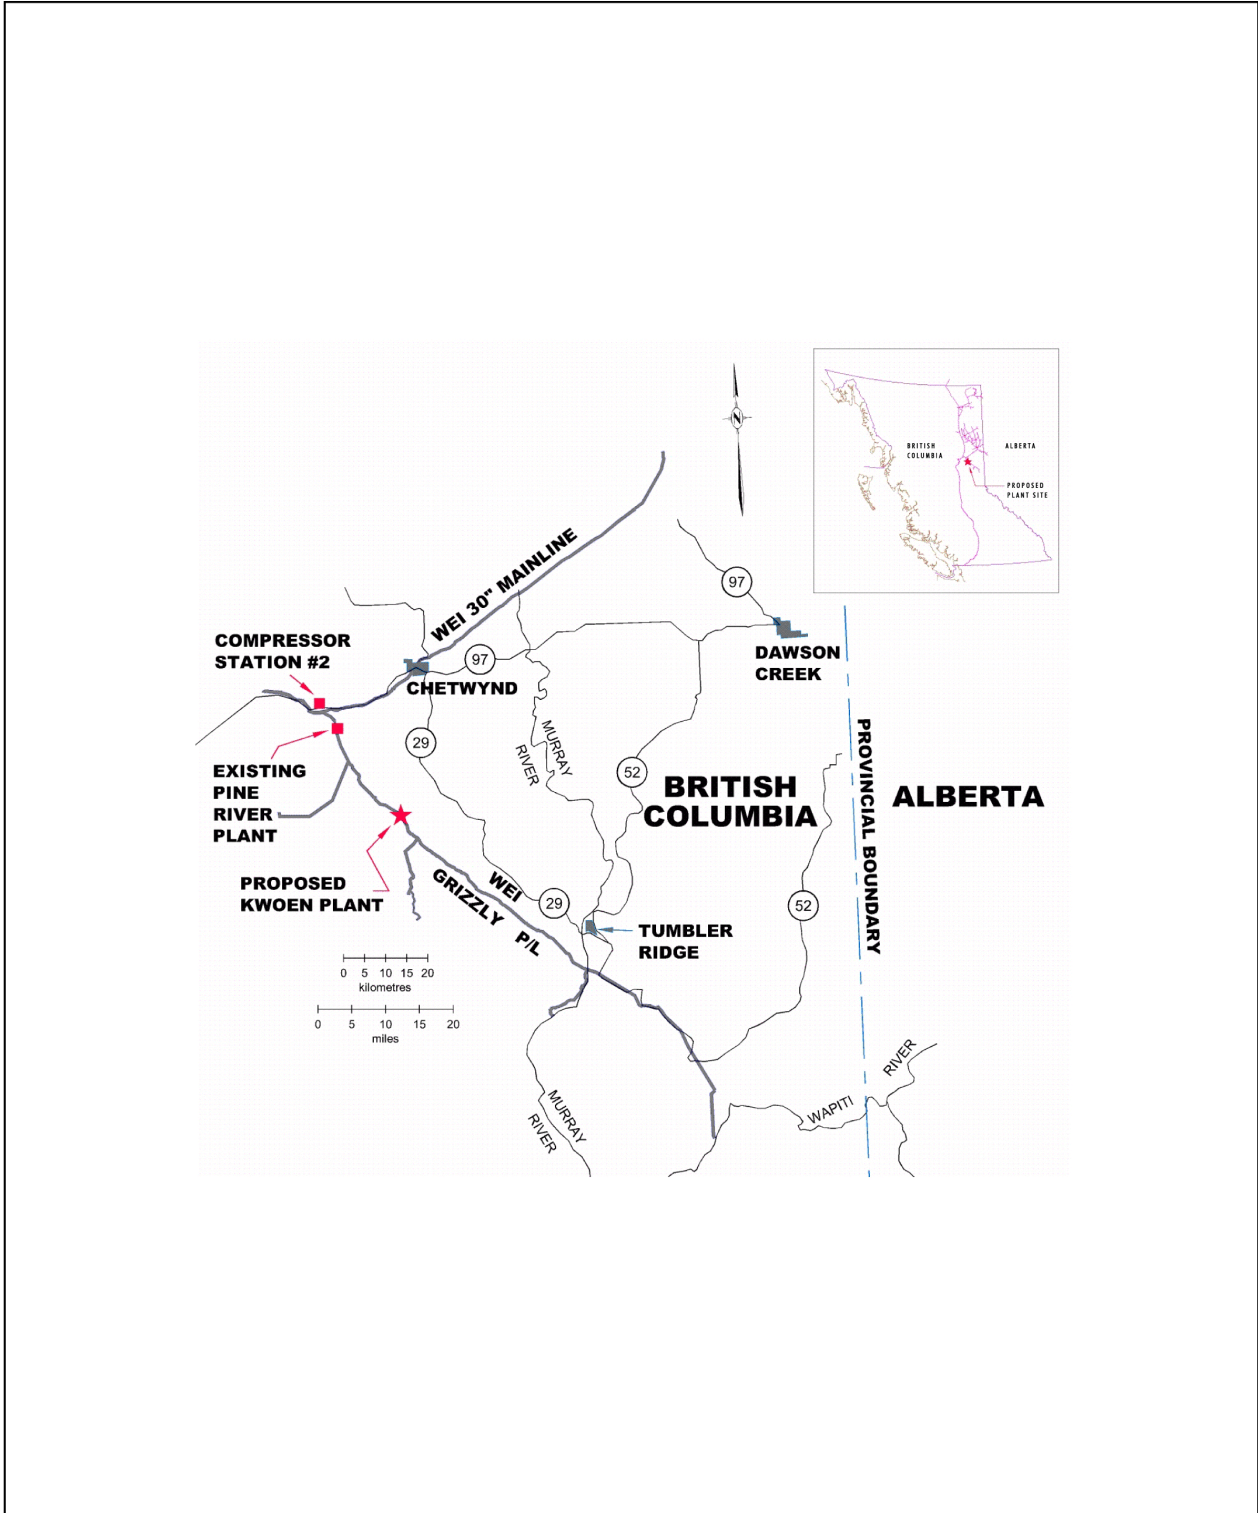 N
BRITISH
COLUMBIA
ALBERTA
PROPOSED
PLANT SITE
WEI 30" MAINLINE
97
97
COMPRESSOR
STATION #2
DAWSON
CREEK
CHETWYND
29
MURRAY
RIVER
52
EXISTING
PINE
RIVER
PLANT
BRITISH
COLUMBIA
ALBERTA
PROVINCIAL BOUNDARY
PROPOSED
KWOEN PLANT
WEI
GRIZZLY P/L
29
52
TUMBLER
RIDGE
0 5 10 15 20
kilometres
0 5 10 15 20
miles
MURRAY
RIVER
WAPITI
RIVER